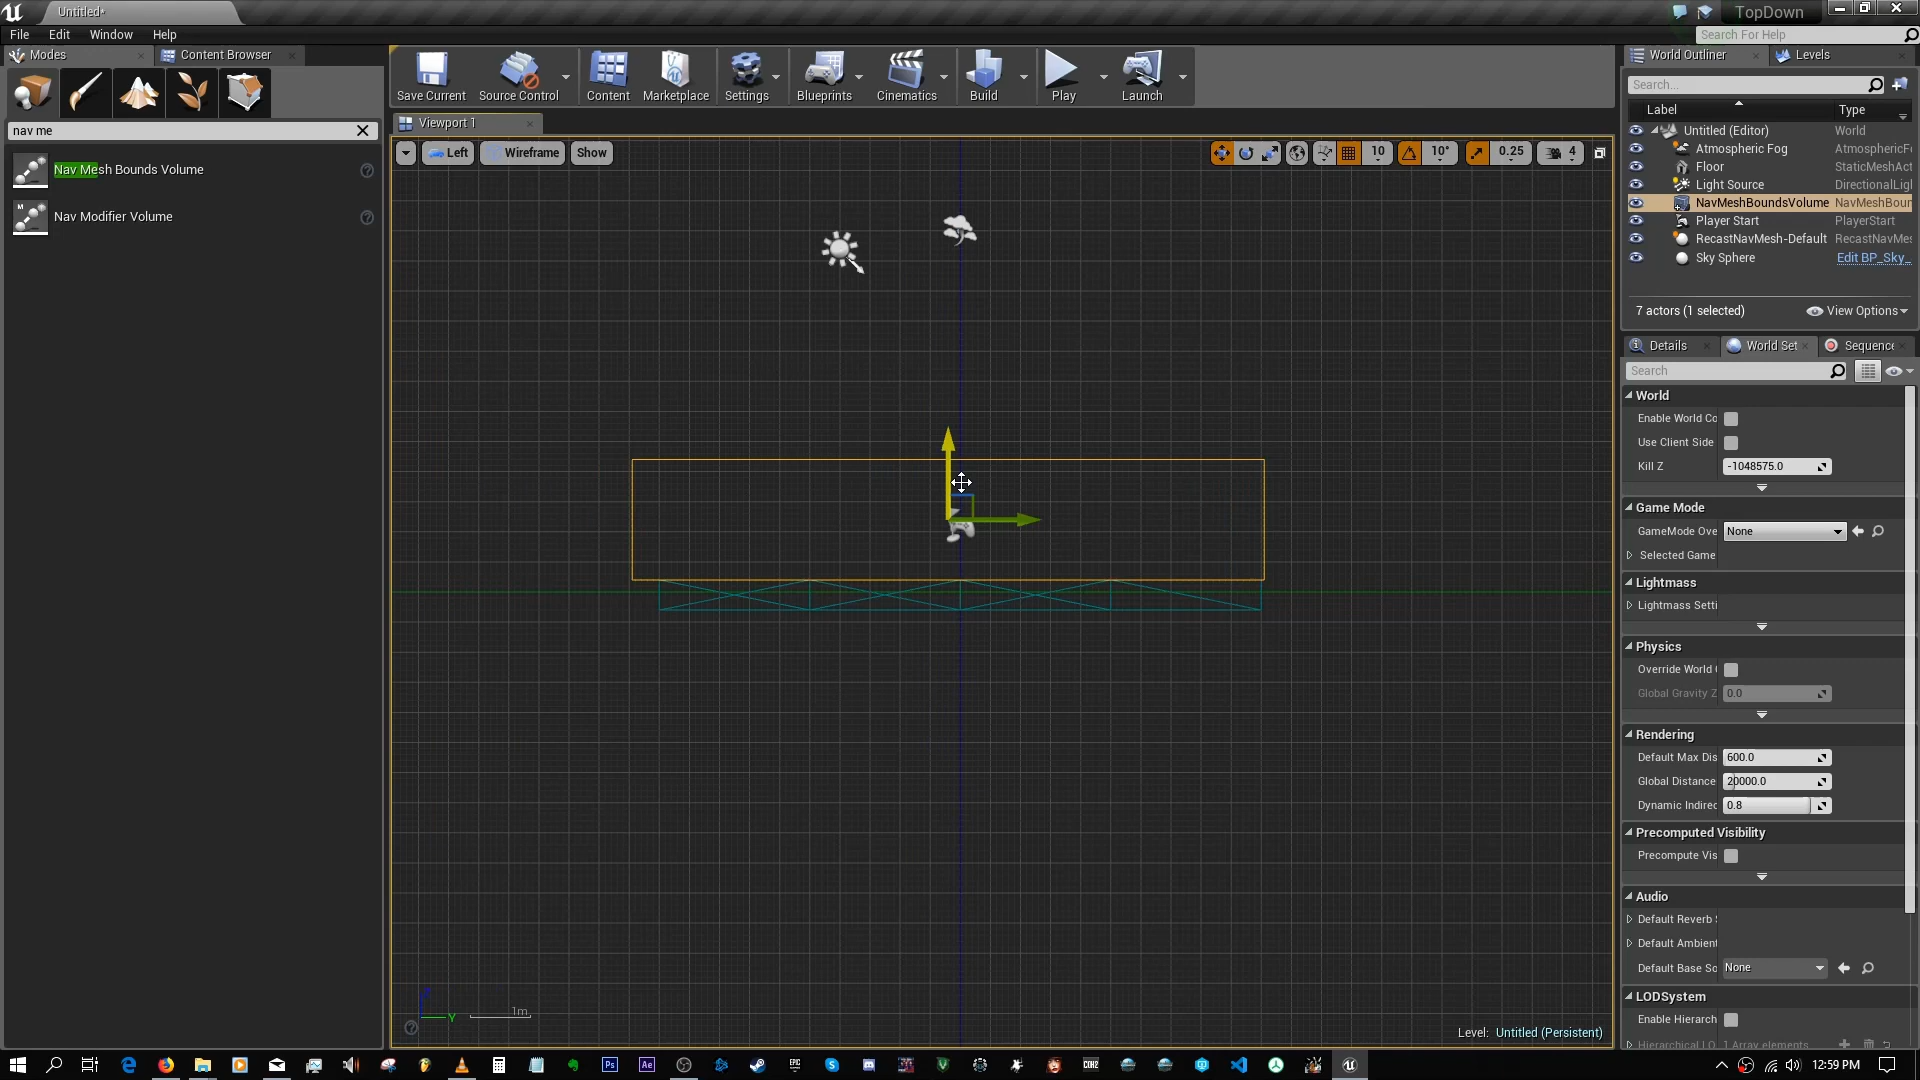 Untitled*
TopDown
File Edit Window Help
Search For Help
Modes
Content Browser
World Outliner
Levels
Save Current
Source Control
Content
Marketplace
Settings
Blueprints
Cinematics
Build
Play
Launch
Search...
nav me
Viewport 1
Label
Type
Left
Wireframe
Show
10
10°
0.25
4
Nav Mesh Bounds Volume
Nav Modifier Volume
Untitled (Editor) World
Atmospheric Fog AtmosphericF
Floor StaticMeshAct
Light Source DirectionalLigh
NavMeshBoundsVolume NavMeshBoun
Player Start PlayerStart
RecastNavMesh-Default RecastNavMes
Sky Sphere Edit BP_Sky_
7 actors (1 selected)
View Options
Details
World Set
Sequence
Search
World
Enable World Co
Use Client Side
Kill Z -1048575.0
Game Mode
GameMode Ove None
Selected Game
Lightmass
Lightmass Setti
Physics
Override World
Global Gravity Z 0.0
Rendering
Default Max Dis 600.0
Global Distance 20000.0
Dynamic Indirec 0.8
Precomputed Visibility
Precompute Vis
Audio
Default Reverb
Default Ambient
Default Base So None
LODSystem
Enable Hierarch
Hierarchical LO 1 Array elements
Y
1m
Level: Untitled (Persistent)
12:59 PM